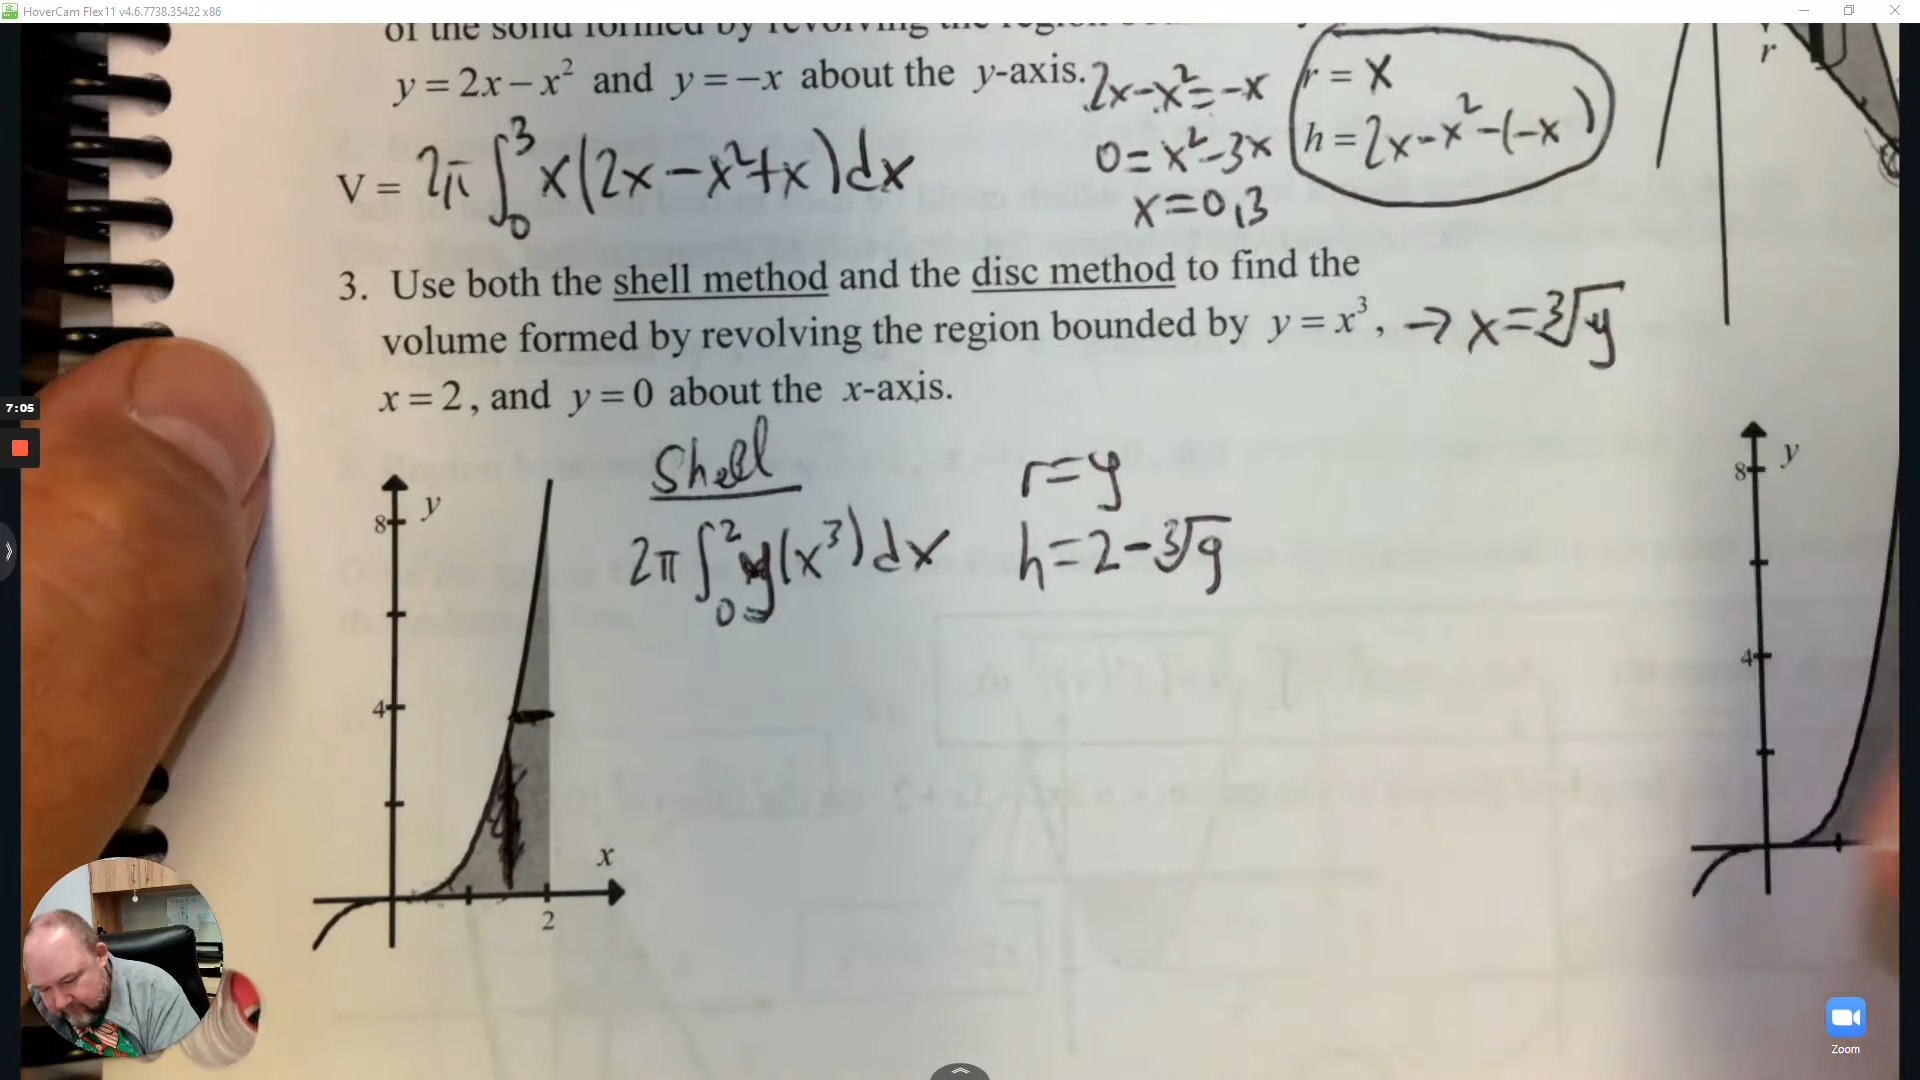 HoverCam Flex11 v4.6.7738.35422 x86
of the solid formed by revolving the region
y = 2x – x² and y = –x about the y-axis.
2x-x²=-x
0=x²-3x
x=0,3
r = x
h = 2x-x²-(-x)
V = 2π∫₀³ x(2x-x²+x)dx
r
3. Use both the shell method and the disc method to find the
volume formed by revolving the region bounded by y = x³, → x=∛y
x = 2, and y = 0 about the x-axis.
7:05
Shell
2π∫₀² y(x³)dx
r=y
h=2-∛y
y
8
4
x
2
y
8
4
Zoom